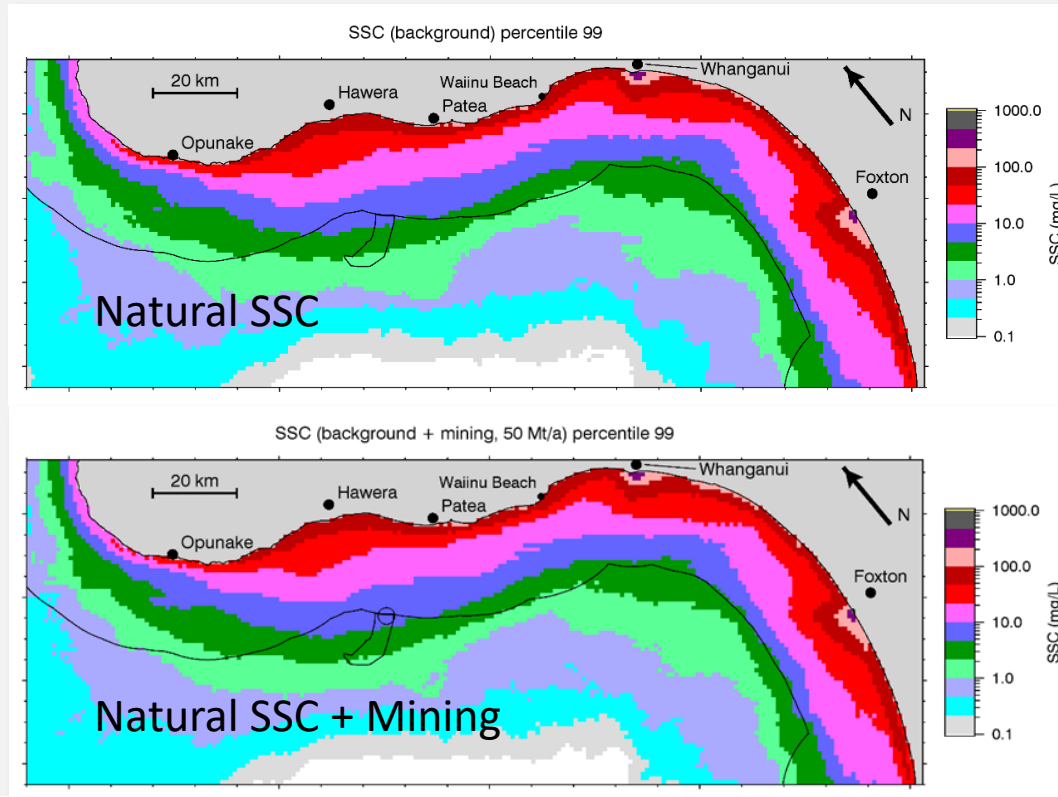 SSC (background) percentile 99
20 km
Hawera
Waiinu Beach
Patea
Opunake
Whanganui
N
Foxton
1000.0
100.0
10.0
1.0
0.1
SSC (mg/L)
Natural SSC
SSC (background + mining, 50 Mt/a) percentile 99
20 km
Hawera
Waiinu Beach
Patea
Opunake
Whanganui
N
Foxton
1000.0
100.0
10.0
1.0
0.1
SSC (mg/L)
Natural SSC + Mining